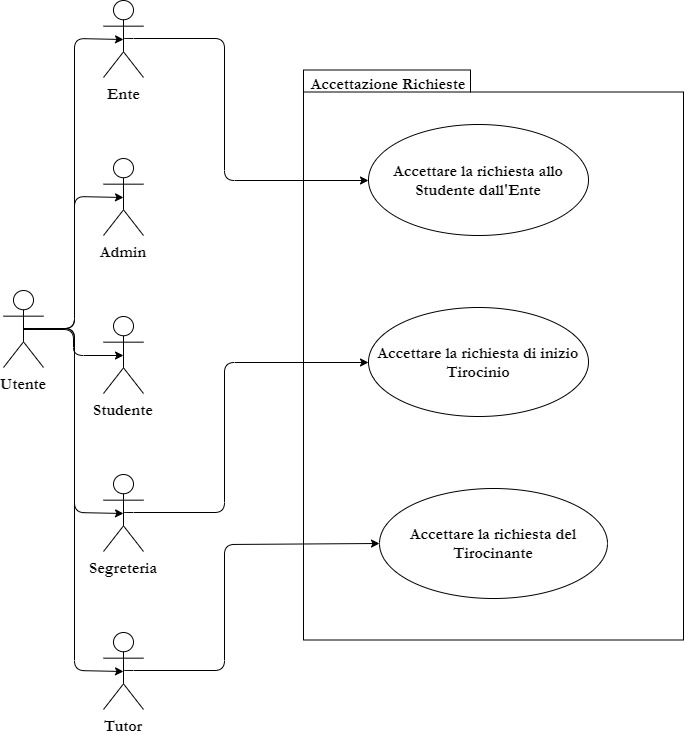 Ente
Accettazione Richieste
Accettare la richiesta allo
Studente dall'Ente
Admin
Utente
Accettare la richiesta di inizio
Tirocinio
Studente
Segreteria
Accettare la richiesta del
Tirocinante
Tutor